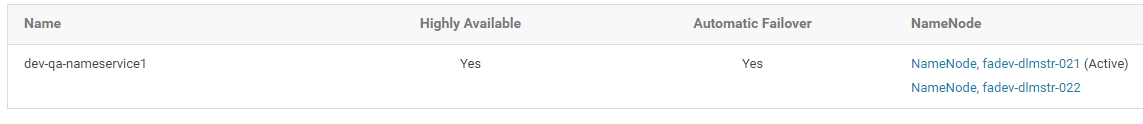 Name Highly Available Automatic Failover NameNode
dev-qa-nameservice1 Yes Yes NameNode, fadev-dlmstr-021 (Active)
NameNode, fadev-dlmstr-022